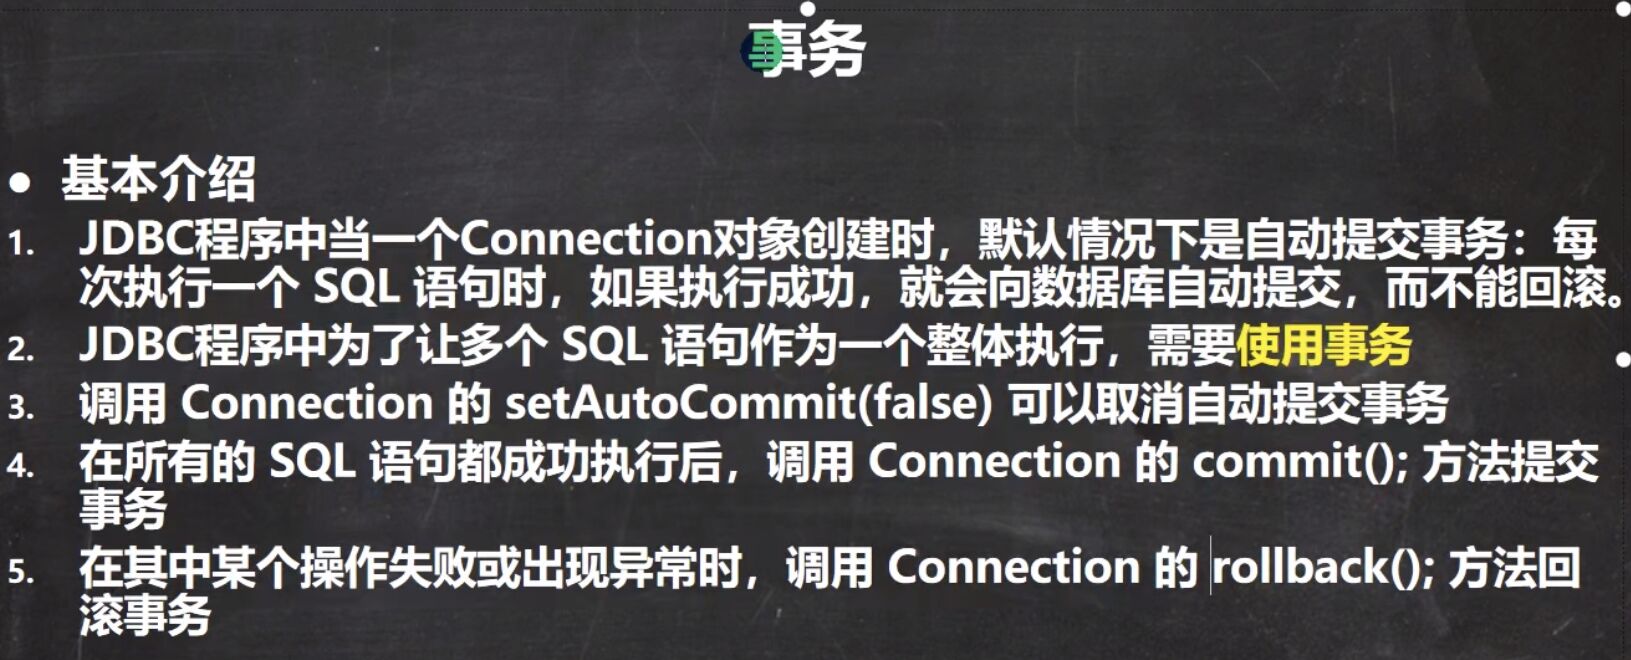 事务
• 基本介绍
1. JDBC程序中当一个Connection对象创建时，默认情况下是自动提交事务：每
次执行一个 SQL 语句时，如果执行成功，就会向数据库自动提交，而不能回滚。
2. JDBC程序中为了让多个 SQL 语句作为一个整体执行，需要使用事务
3. 调用 Connection 的 setAutoCommit(false) 可以取消自动提交事务
4. 在所有的 SQL 语句都成功执行后，调用 Connection 的 commit(); 方法提交
事务
5. 在其中某个操作失败或出现异常时，调用 Connection 的 rollback(); 方法回
滚事务